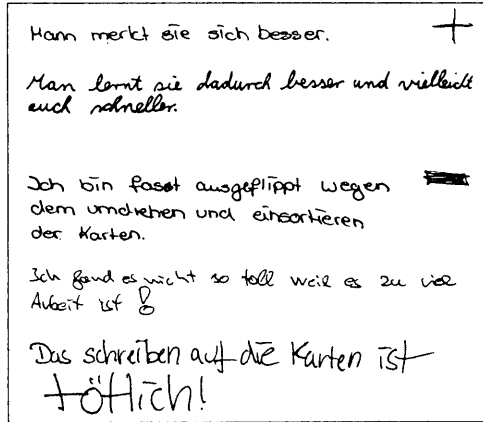 Mann merkt sie sich besser. +
Man lernt sie dadurch besser und vielleicht
auch schneller.
Ich bin fasst ausgeflippt wegen —
dem umdrehen und einsortieren
der Karten.
Ich fand es nicht so toll weil es zu viel
Arbeit ist!
Das schreiben auf die Karten ist
tötlich!